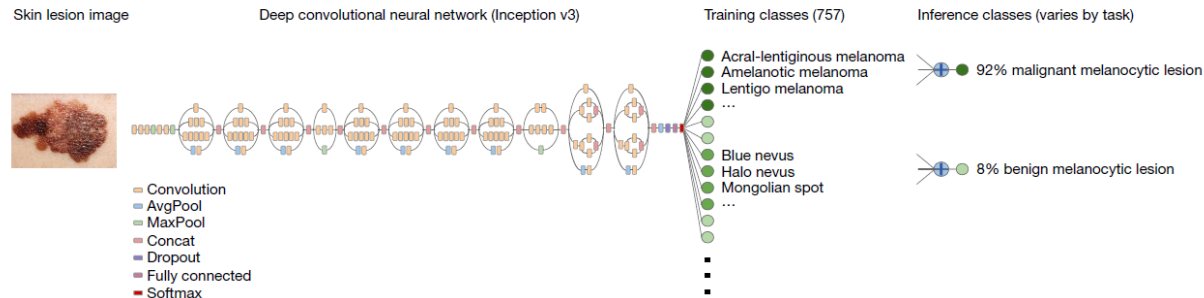 Skin lesion image
Deep convolutional neural network (Inception v3)
Training classes (757)
Inference classes (varies by task)
Acral-lentiginous melanoma
Amelanotic melanoma
Lentigo melanoma
…
Blue nevus
Halo nevus
Mongolian spot
…
92% malignant melanocytic lesion
8% benign melanocytic lesion
Convolution
AvgPool
MaxPool
Concat
Dropout
Fully connected
Softmax